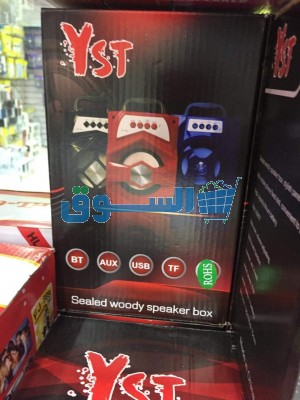 YST
السوق
BT AUX USB TF ROHS
Sealed woody speaker box
YST